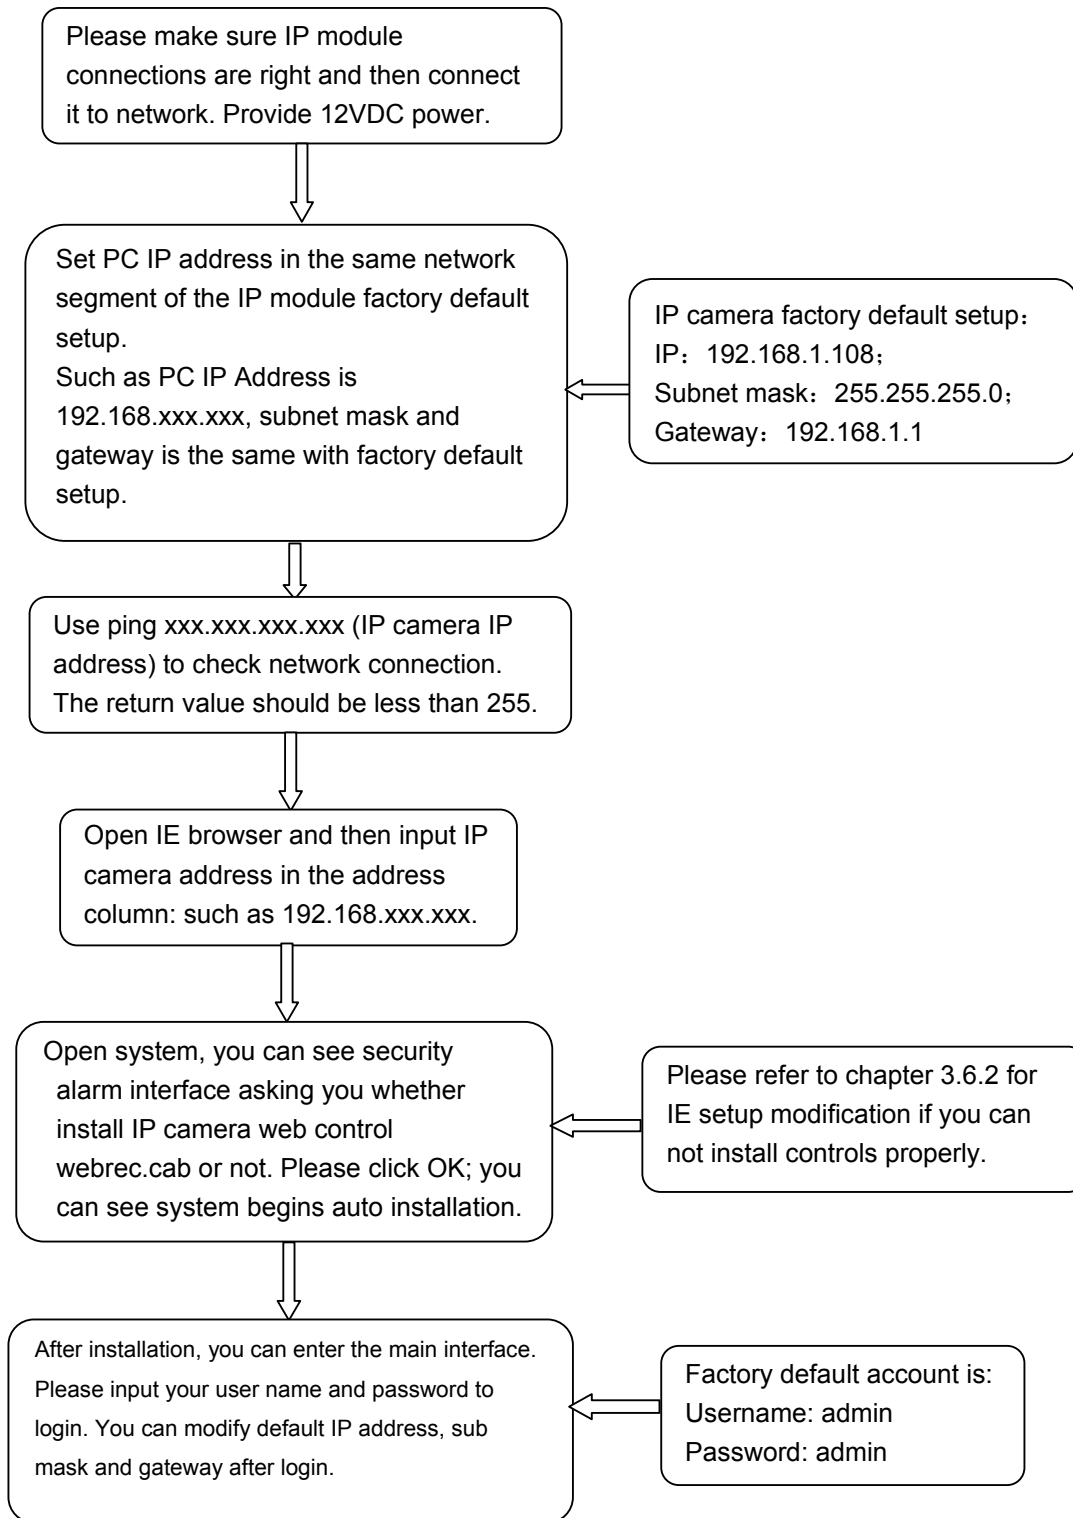 Please make sure IP module
connections are right and then connect
it to network. Provide 12VDC power.
Set PC IP address in the same network
segment of the IP module factory default
setup.
Such as PC IP Address is
192.168.xxx.xxx, subnet mask and
gateway is the same with factory default
setup.
IP camera factory default setup：
IP：192.168.1.108；
Subnet mask：255.255.255.0；
Gateway：192.168.1.1
Use ping xxx.xxx.xxx.xxx (IP camera IP
address) to check network connection.
The return value should be less than 255.
Open IE browser and then input IP
camera address in the address
column: such as 192.168.xxx.xxx.
Open system, you can see security
alarm interface asking you whether
install IP camera web control
webrec.cab or not. Please click OK; you
can see system begins auto installation.
Please refer to chapter 3.6.2 for
IE setup modification if you can
not install controls properly.
After installation, you can enter the main interface.
Please input your user name and password to
login. You can modify default IP address, sub
mask and gateway after login.
Factory default account is:
Username: admin
Password: admin